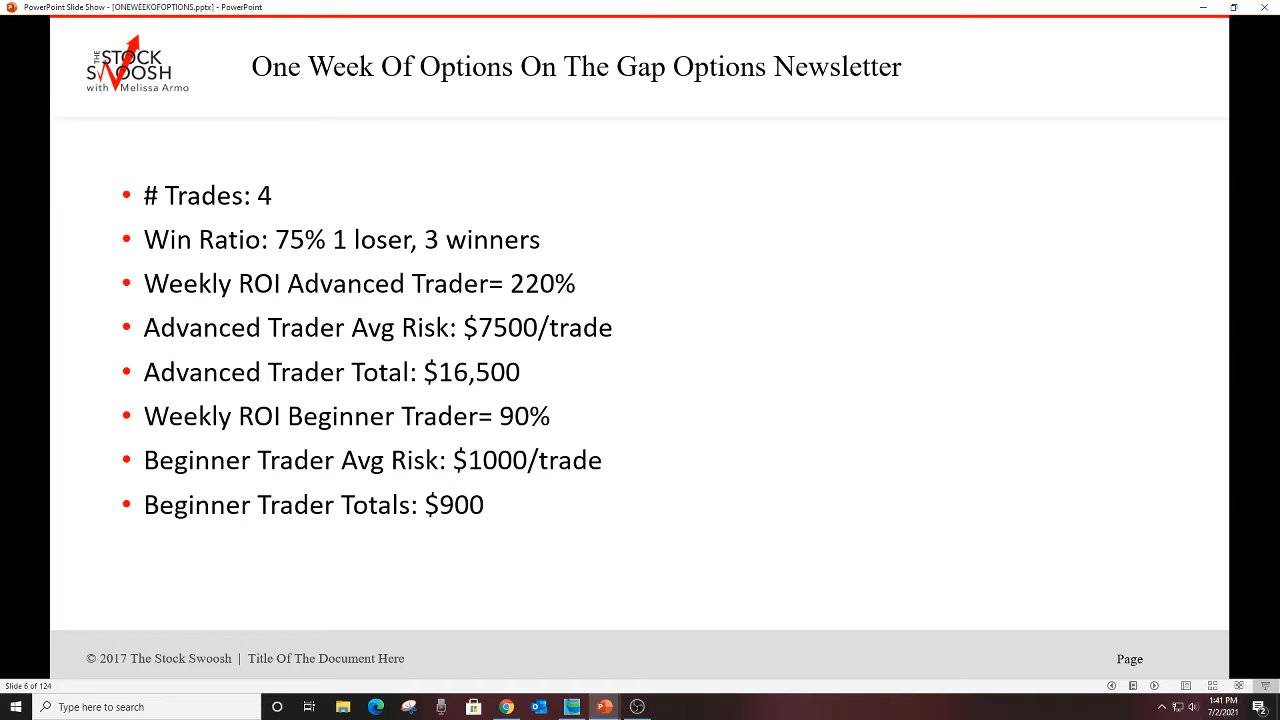 PowerPoint Slide Show - [ONEWEEKOFOPTIONS.pptx] - PowerPoint
THE
STOCK
SWOOSH
with Melissa Armo
One Week Of Options On The Gap Options Newsletter
• # Trades: 4
• Win Ratio: 75% 1 loser, 3 winners
• Weekly ROI Advanced Trader= 220%
• Advanced Trader Avg Risk: $7500/trade
• Advanced Trader Total: $16,500
• Weekly ROI Beginner Trader= 90%
• Beginner Trader Avg Risk: $1000/trade
• Beginner Trader Totals: $900
© 2017 The Stock Swoosh | Title Of The Document Here
Page
Slide 6 of 124
Type here to search
1:41 PM
7/2/2021